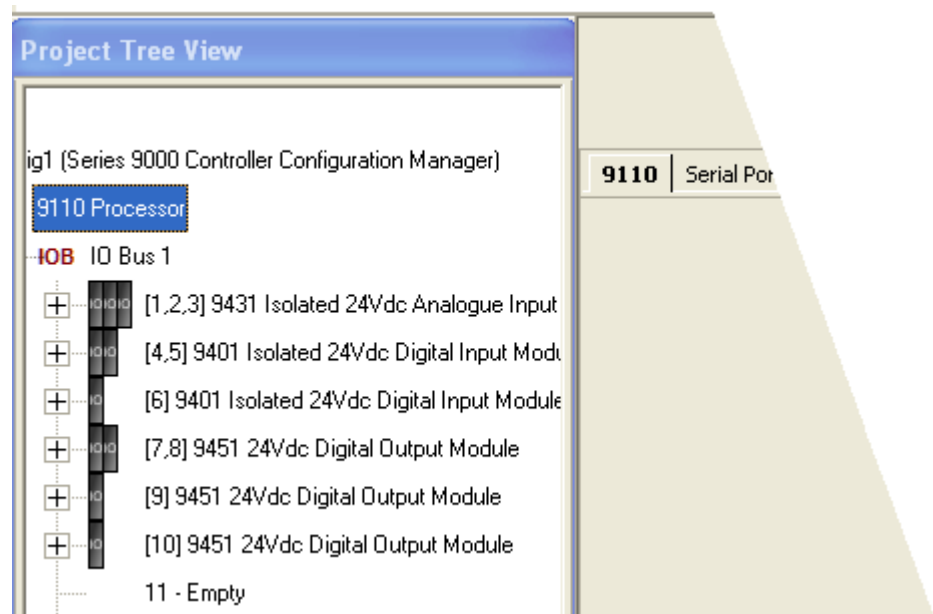 Project Tree View
ig1 (Series 9000 Controller Configuration Manager)
9110 Processor
9110 Serial Por
IOB IO Bus 1
[1,2,3] 9431 Isolated 24Vdc Analogue Input
[4,5] 9401 Isolated 24Vdc Digital Input Modu
[6] 9401 Isolated 24Vdc Digital Input Module
[7,8] 9451 24Vdc Digital Output Module
[9] 9451 24Vdc Digital Output Module
[10] 9451 24Vdc Digital Output Module
11 - Empty